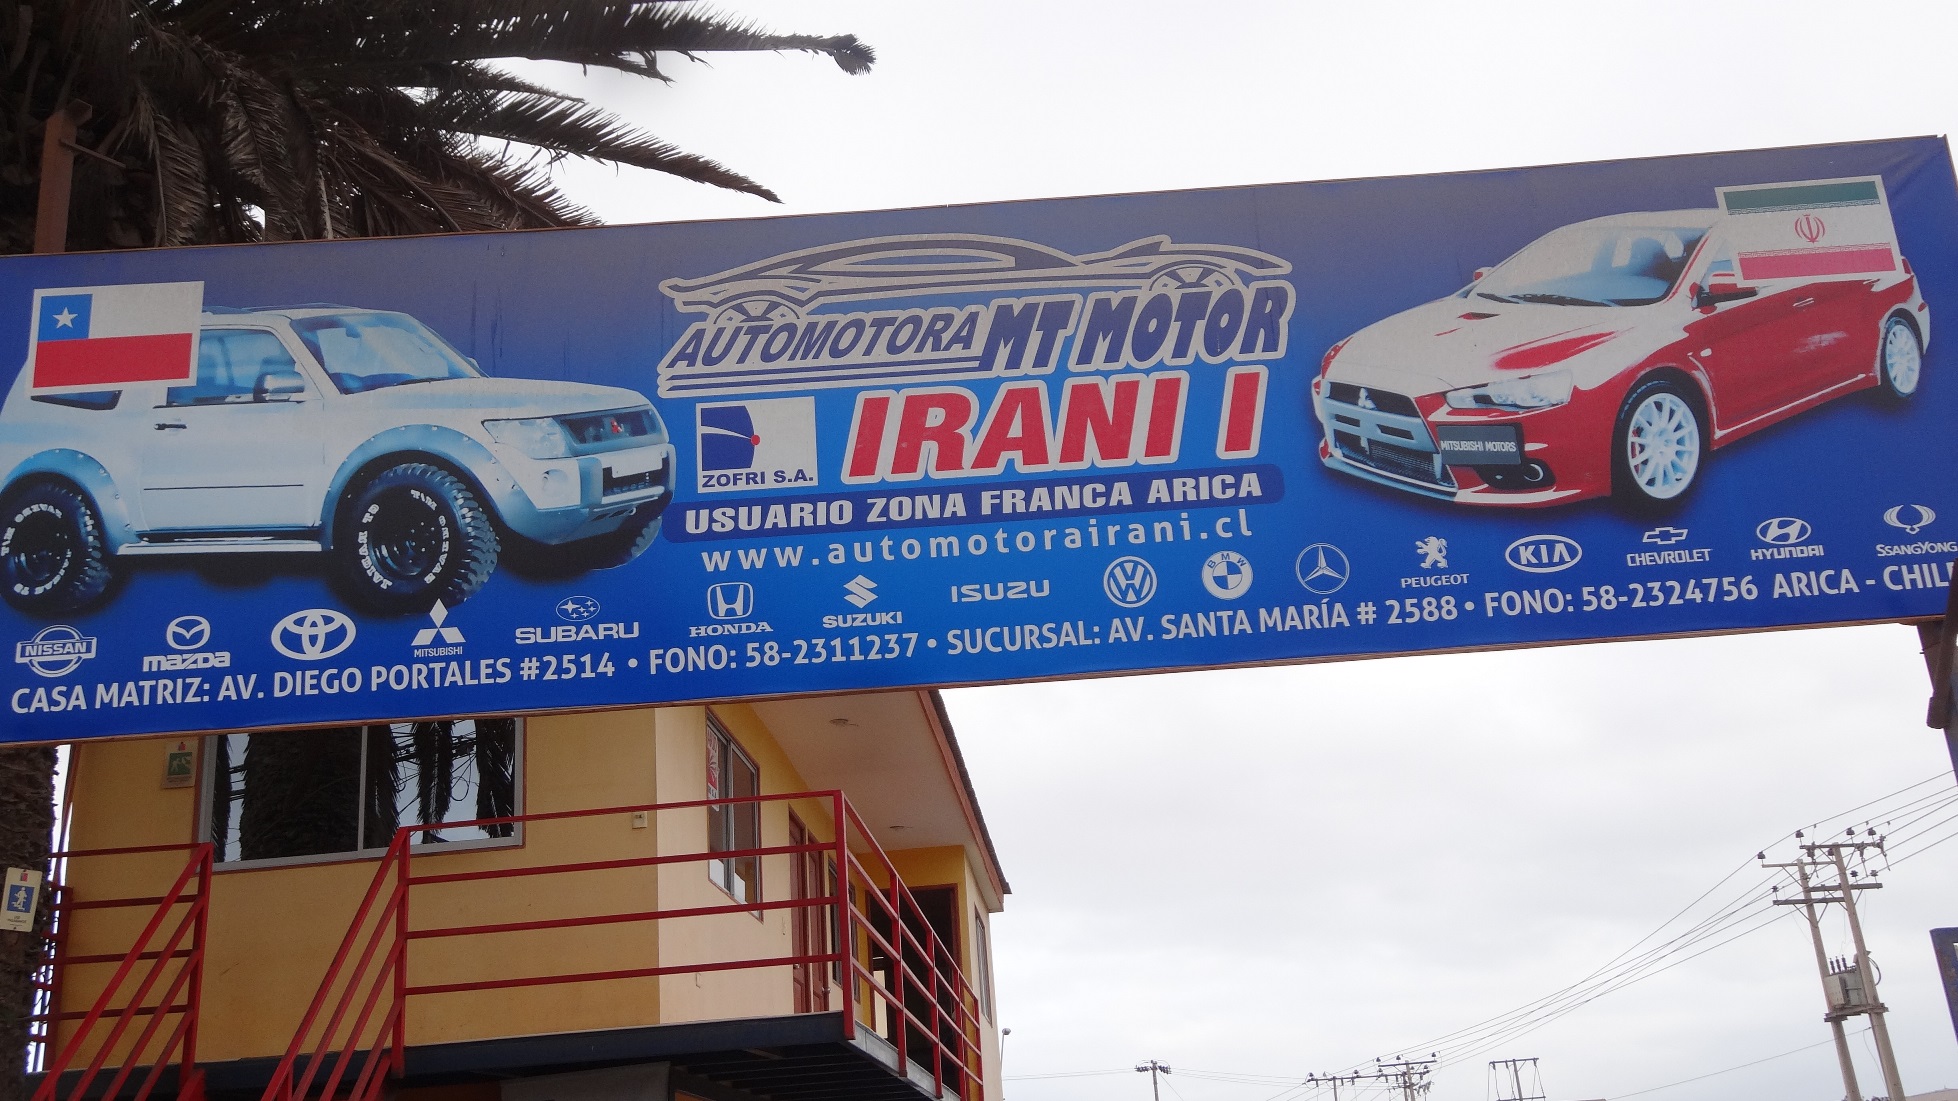 AUTOMOTORA MT MOTOR
IRANI I
ZOFRI S.A.
USUARIO ZONA FRANCA ARICA
www.automotorairani.cl
MITSUBISHI MOTORS
NISSAN
mazda
MITSUBISHI
SUBARU
HONDA
SUZUKI
ISUZU
BMW
PEUGEOT
KIA
CHEVROLET
HYUNDAI
SSANGYONG
CASA MATRIZ: AV. DIEGO PORTALES #2514 • FONO: 58-2311237 • SUCURSAL: AV. SANTA MARÍA # 2588 • FONO: 58-2324756 ARICA - CHILE